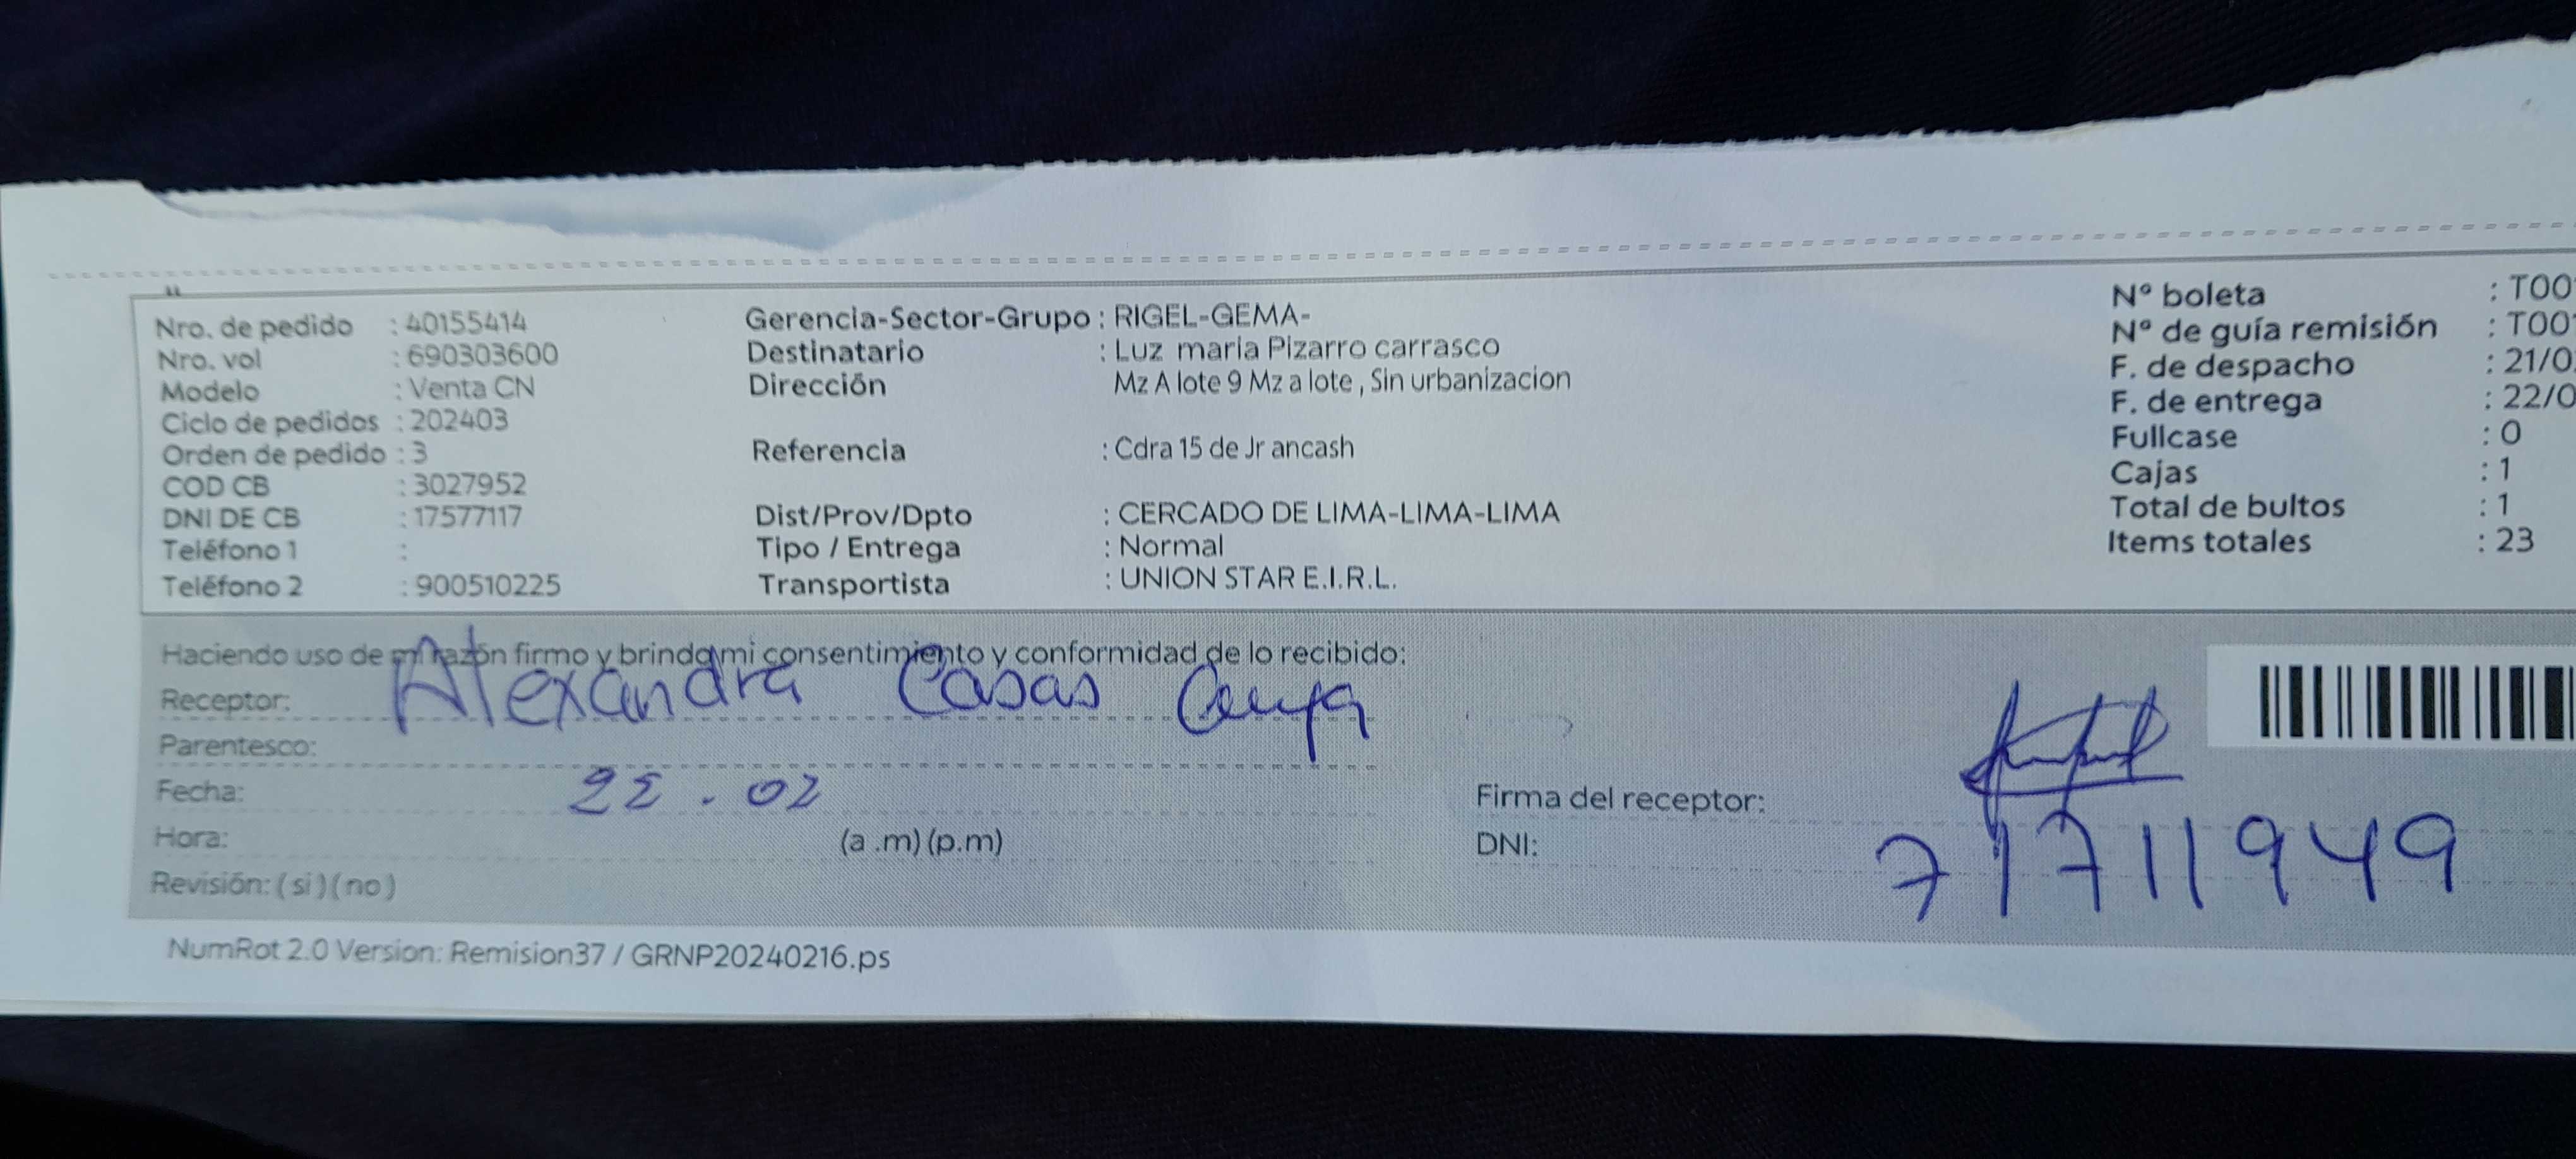 Nro. de pedido : 40155414
Nro. vol : 690303600
Modelo : Venta CN
Ciclo de pedidos : 202403
Orden de pedido : 3
COD CB : 3027952
DNI DE CB : 17577117
Teléfono 1 :
Teléfono 2 : 900510225
Gerencia-Sector-Grupo : RIGEL-GEMA-
Destinatario : Luz maria Pizarro carrasco
Dirección Mz A lote 9 Mz a lote , Sin urbanizacion
Referencia : Cdra 15 de Jr ancash
Dist/Prov/Dpto : CERCADO DE LIMA-LIMA-LIMA
Tipo / Entrega : Normal
Transportista : UNION STAR E.I.R.L.
N° boleta : T00
N° de guía remisión : T00
F. de despacho : 21/0
F. de entrega : 22/0
Fullcase : 0
Cajas : 1
Total de bultos : 1
Items totales : 23
Haciendo uso de mi razón firmo y brindo mi consentimiento y conformidad de lo recibido:
Receptor: Alexandra Casas
Parentesco:
Fecha: 22 . 02
Hora: (a .m) (p.m)
Revisión: ( si ) ( no )
Firma del receptor:
DNI: 71711949
NumRot 2.0 Version: Remision37 / GRNP20240216.ps